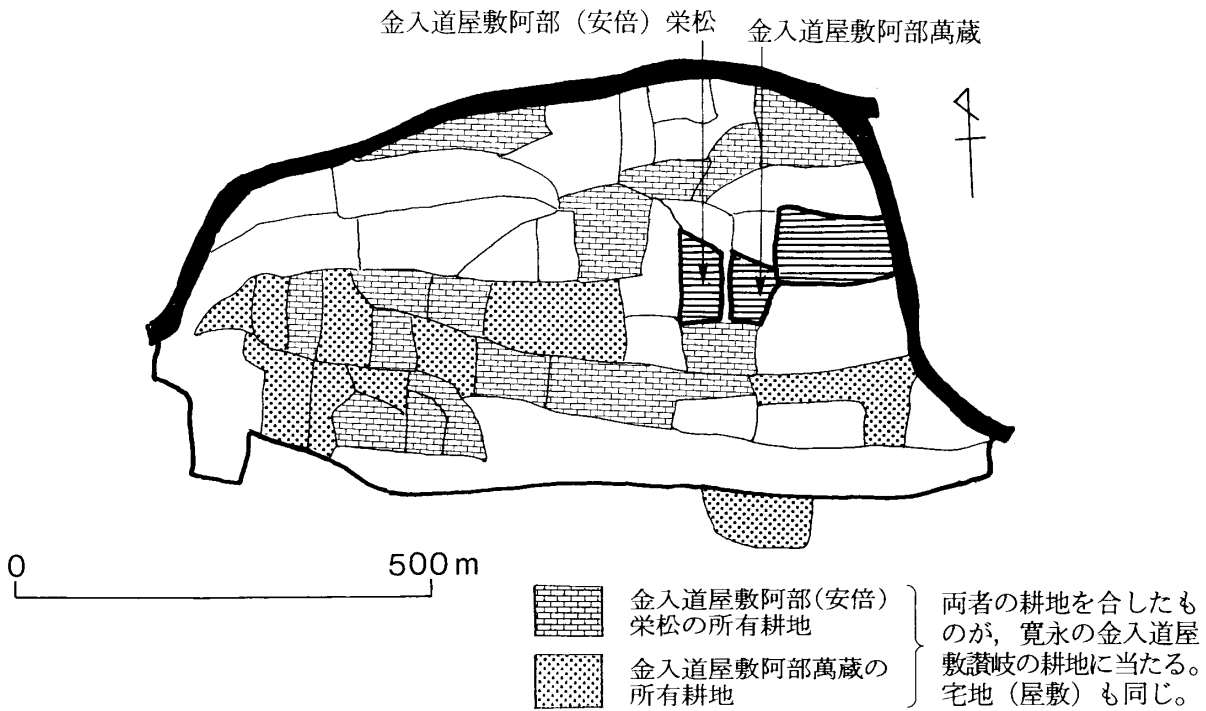 金入道屋敷阿部（安倍）栄松
金入道屋敷阿部萬蔵
0
500m
金入道屋敷阿部(安倍)
栄松の所有耕地
金入道屋敷阿部萬蔵の
所有耕地
両者の耕地を合したも
のが，寛永の金入道屋
敷讃岐の耕地に当たる。
宅地（屋敷）も同じ。